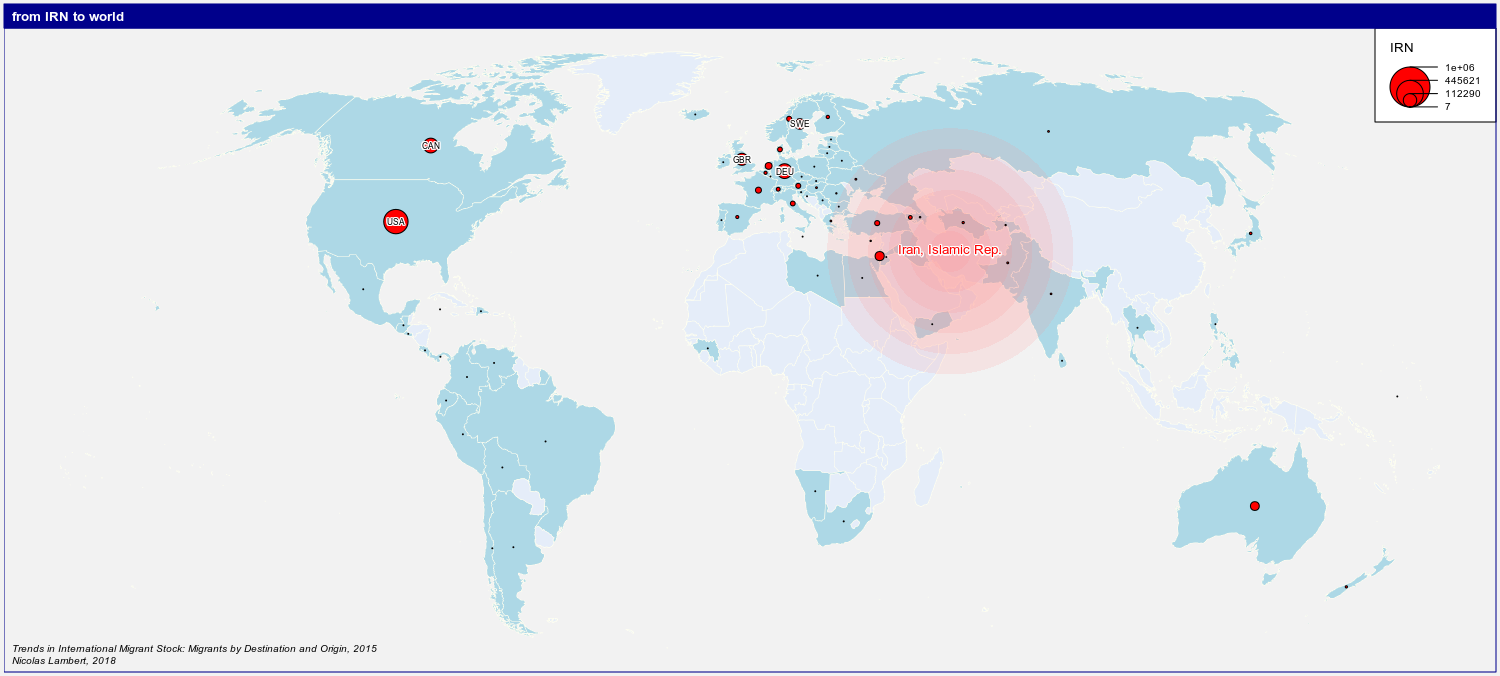 from IRN to world
IRN
1e+06
445621
112290
7
SWE
CAN
GBR
DEU
USA
Iran, Islamic Rep.
Trends in International Migrant Stock: Migrants by Destination and Origin, 2015
Nicolas Lambert, 2018